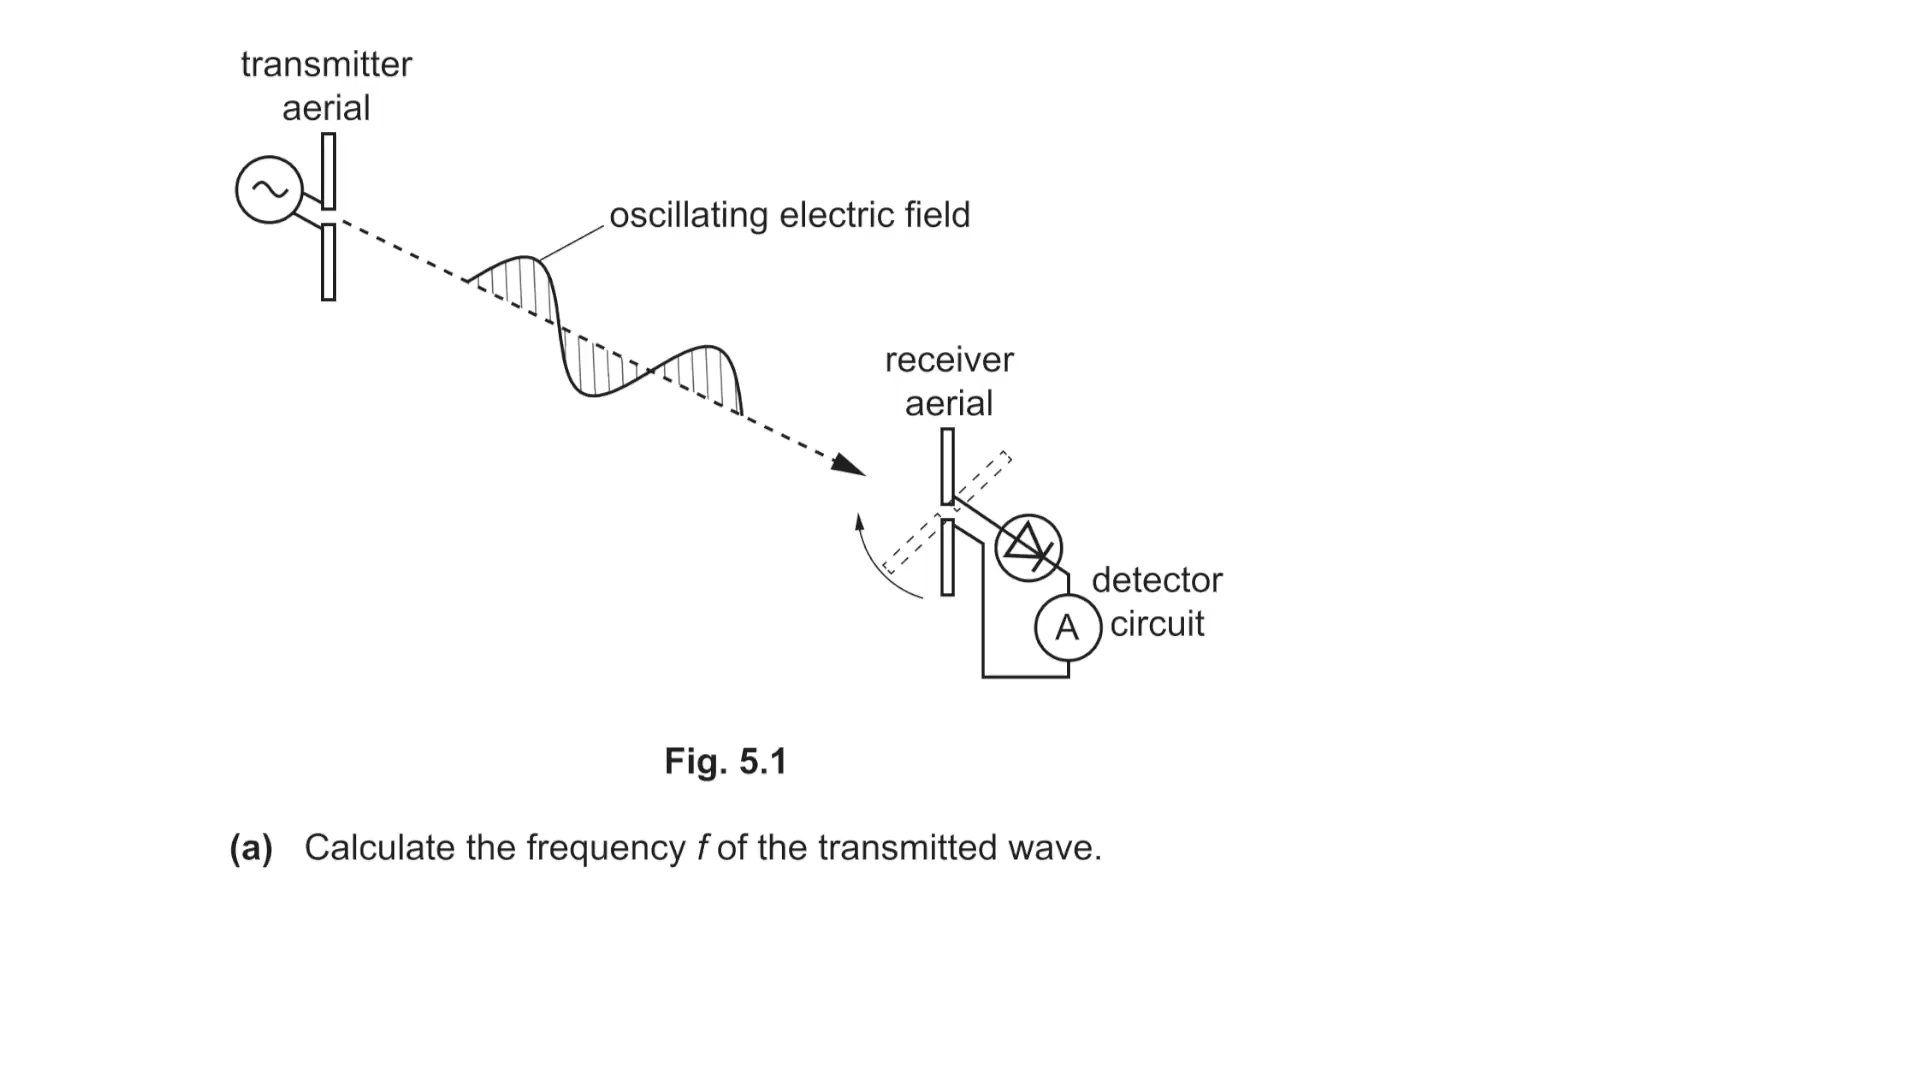 transmitter
aerial
oscillating electric field
receiver
aerial
detector
A circuit
Fig. 5.1
(a) Calculate the frequency f of the transmitted wave.